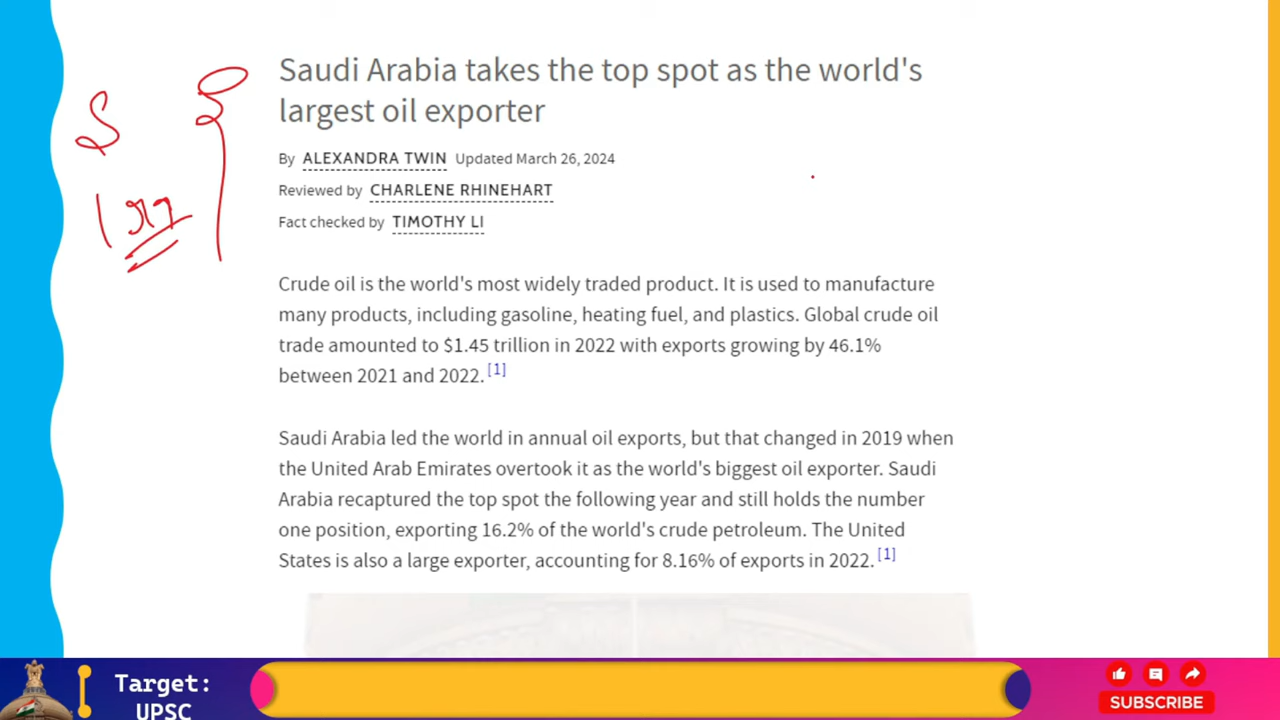 Saudi Arabia takes the top spot as the world's
largest oil exporter
By ALEXANDRA TWIN Updated March 26, 2024
Reviewed by CHARLENE RHINEHART
Fact checked by TIMOTHY LI
Crude oil is the world's most widely traded product. It is used to manufacture
many products, including gasoline, heating fuel, and plastics. Global crude oil
trade amounted to $1.45 trillion in 2022 with exports growing by 46.1%
between 2021 and 2022. [1]
Saudi Arabia led the world in annual oil exports, but that changed in 2019 when
the United Arab Emirates overtook it as the world's biggest oil exporter. Saudi
Arabia recaptured the top spot the following year and still holds the number
one position, exporting 16.2% of the world's crude petroleum. The United
States is also a large exporter, accounting for 8.16% of exports in 2022. [1]
Target:
UPSC
SUBSCRIBE